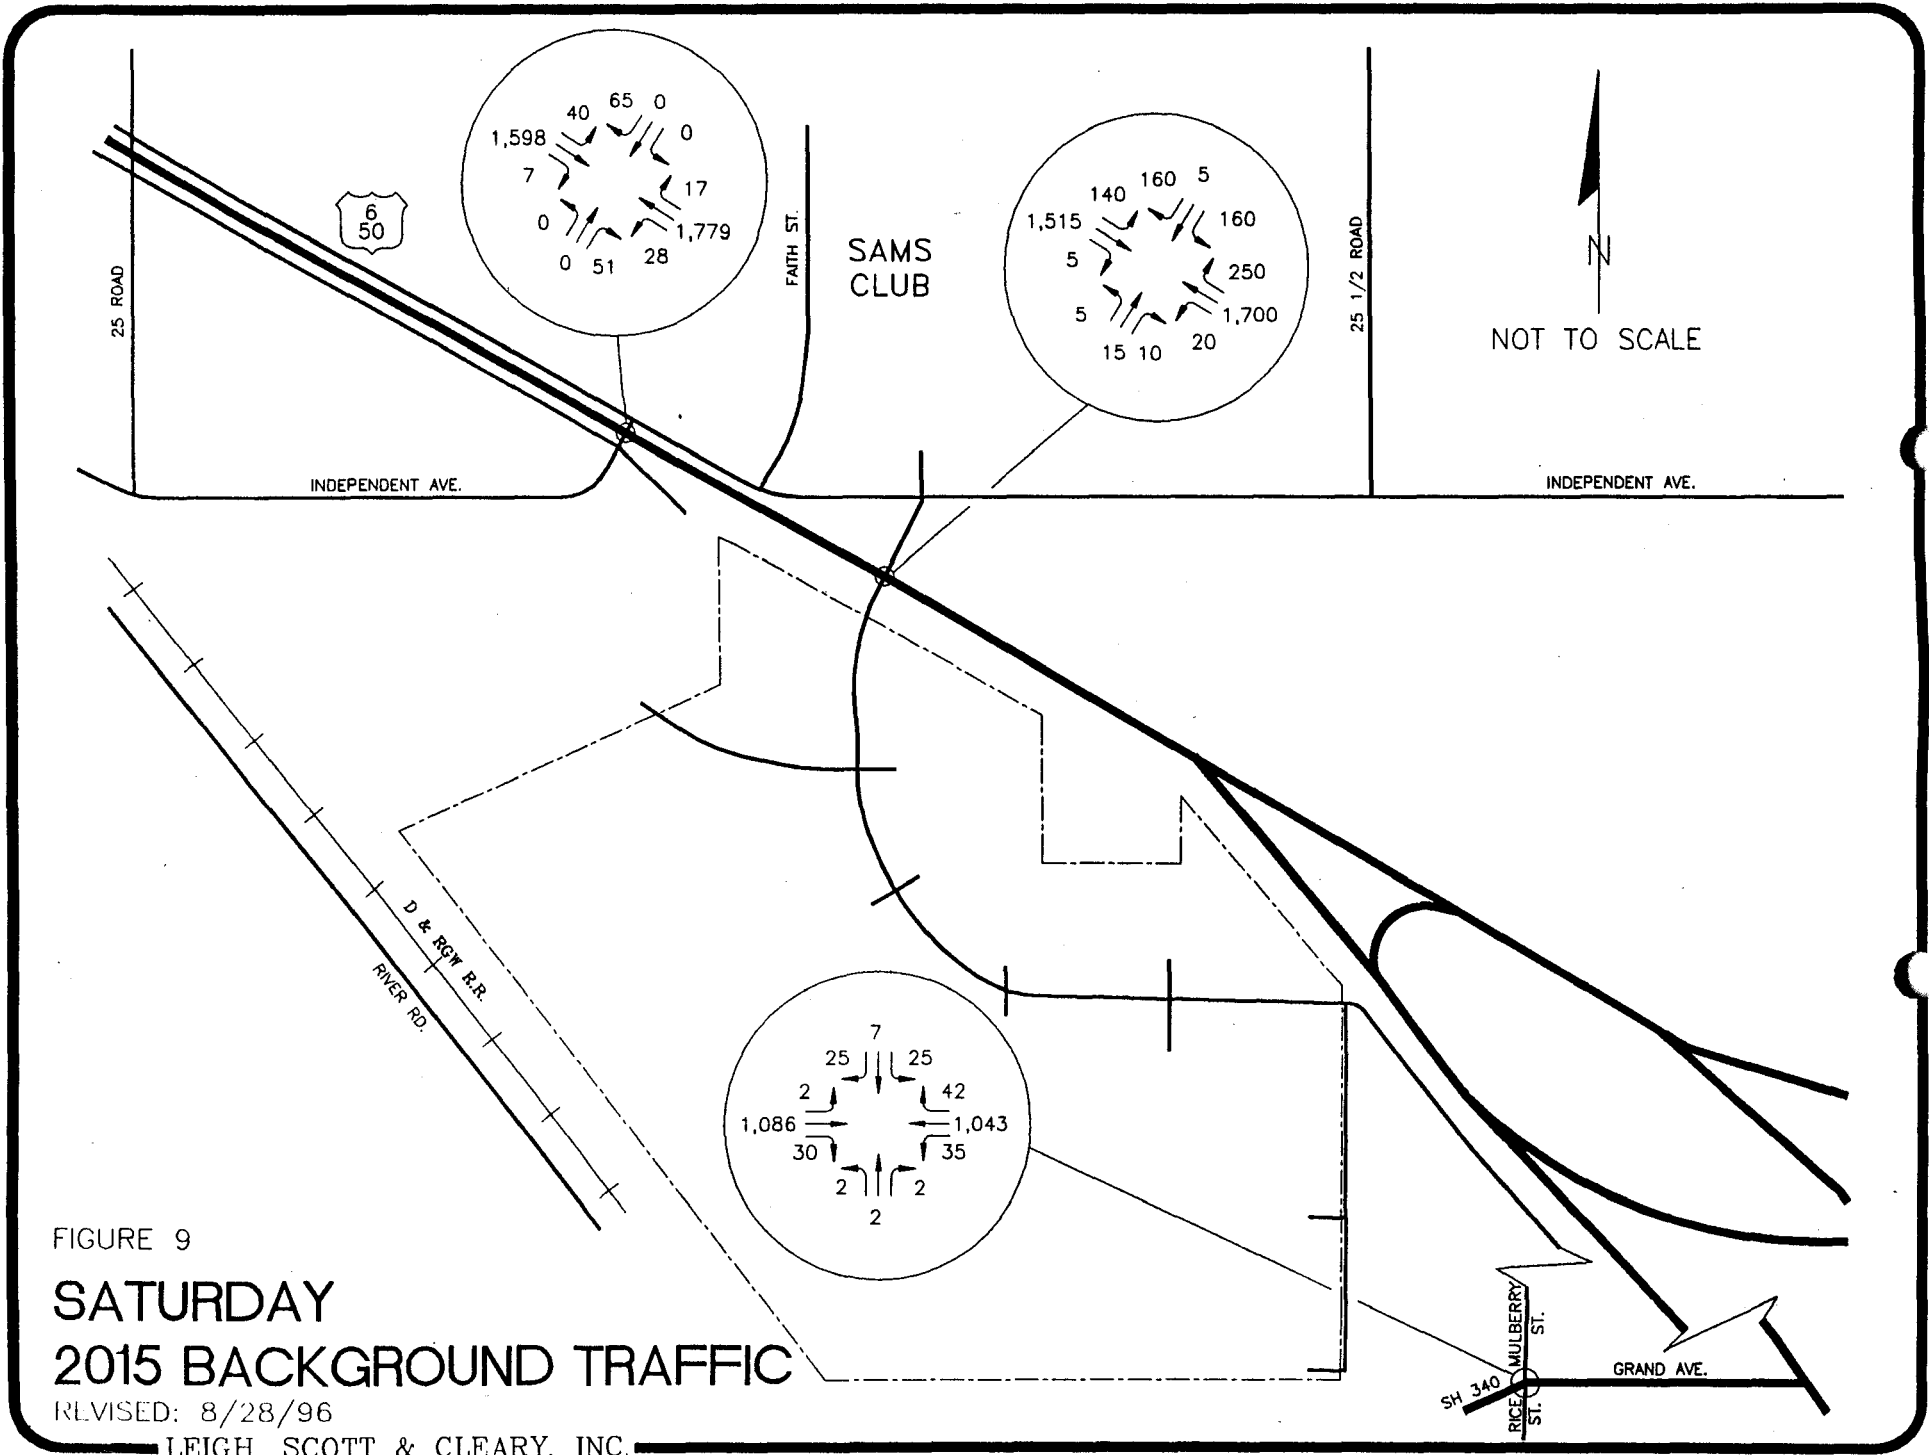 65 0
40
0
1,598
7
17
0
1,779
28
0 51
160 5
140
160
1,515
5
250
5
1,700
20
15 10
6
50
25 ROAD
FAITH ST.
SAMS
CLUB
25 1/2 ROAD
N
NOT TO SCALE
INDEPENDENT AVE.
INDEPENDENT AVE.
D & RGW R.R.
RIVER RD.
7
25 25
2 42
1,086 1,043
30 35
2 2
2
MULBERRY
ST.
GRAND AVE.
SH 340
RICE
ST.
FIGURE 9
SATURDAY
2015 BACKGROUND TRAFFIC
REVISED: 8/28/96
LEIGH, SCOTT & CLEARY, INC.